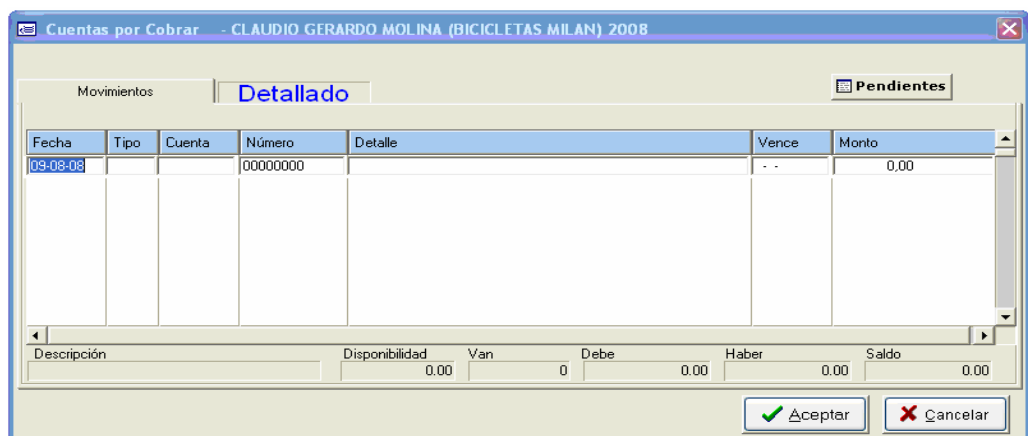 Cuentas por Cobrar - CLAUDIO GERARDO MOLINA (BICICLETAS MILAN) 2008
Movimientos Detallado Pendientes
Fecha Tipo Cuenta Número Detalle Vence Monto
09-08-08 00000000 - - 0,00
Descripción Disponibilidad Van Debe Haber Saldo
0.00 0 0.00 0.00 0.00
Aceptar Cancelar